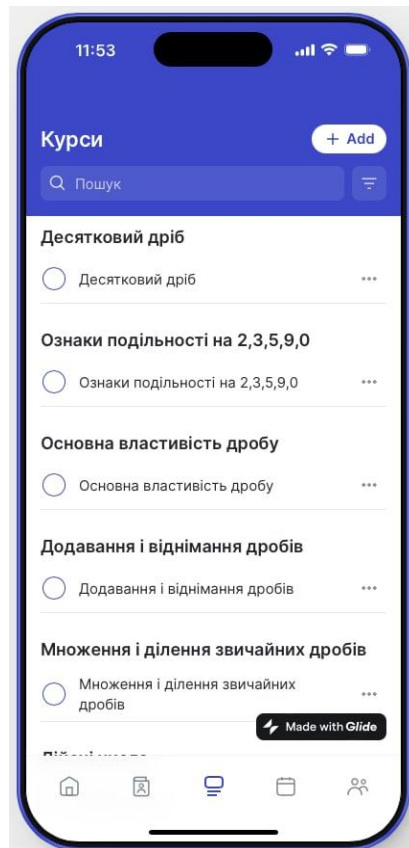 11:53
Курси
+ Add
Пошук
Десятковий дріб
Десятковий дріб
Ознаки подільності на 2,3,5,9,0
Ознаки подільності на 2,3,5,9,0
Основна властивість дробу
Основна властивість дробу
Додавання і віднімання дробів
Додавання і віднімання дробів
Множення і ділення звичайних дробів
Множення і ділення звичайних
дробів
Made with Glide